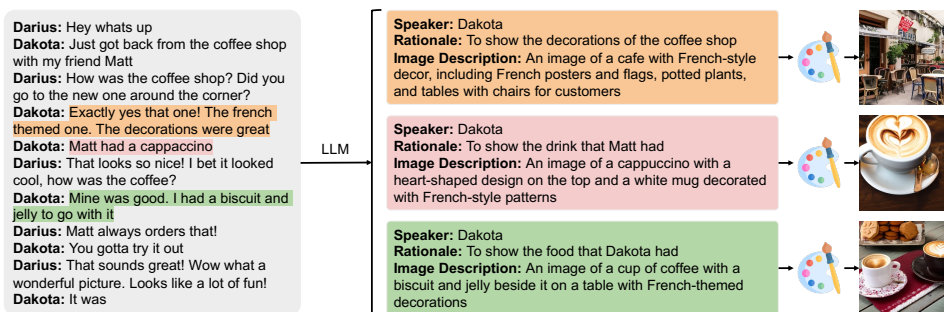 Darius: Hey whats up
Dakota: Just got back from the coffee shop
with my friend Matt
Darius: How was the coffee shop? Did you
go to the new one around the corner?
Dakota: Exactly yes that one! The french
themed one. The decorations were great
Dakota: Matt had a cappaccino
Darius: That looks so nice! I bet it looked
cool, how was the coffee?
Dakota: Mine was good. I had a biscuit and
jelly to go with it
Darius: Matt always orders that!
Dakota: You gotta try it out
Darius: That sounds great! Wow what a
wonderful picture. Looks like a lot of fun!
Dakota: It was
LLM
Speaker: Dakota
Rationale: To show the decorations of the coffee shop
Image Description: An image of a cafe with French-style
decor, including French posters and flags, potted plants,
and tables with chairs for customers
Speaker: Dakota
Rationale: To show the drink that Matt had
Image Description: An image of a cappuccino with a
heart-shaped design on the top and a white mug decorated
with French-style patterns
Speaker: Dakota
Rationale: To show the food that Dakota had
Image Description: An image of a cup of coffee with a
biscuit and jelly beside it on a table with French-themed
decorations